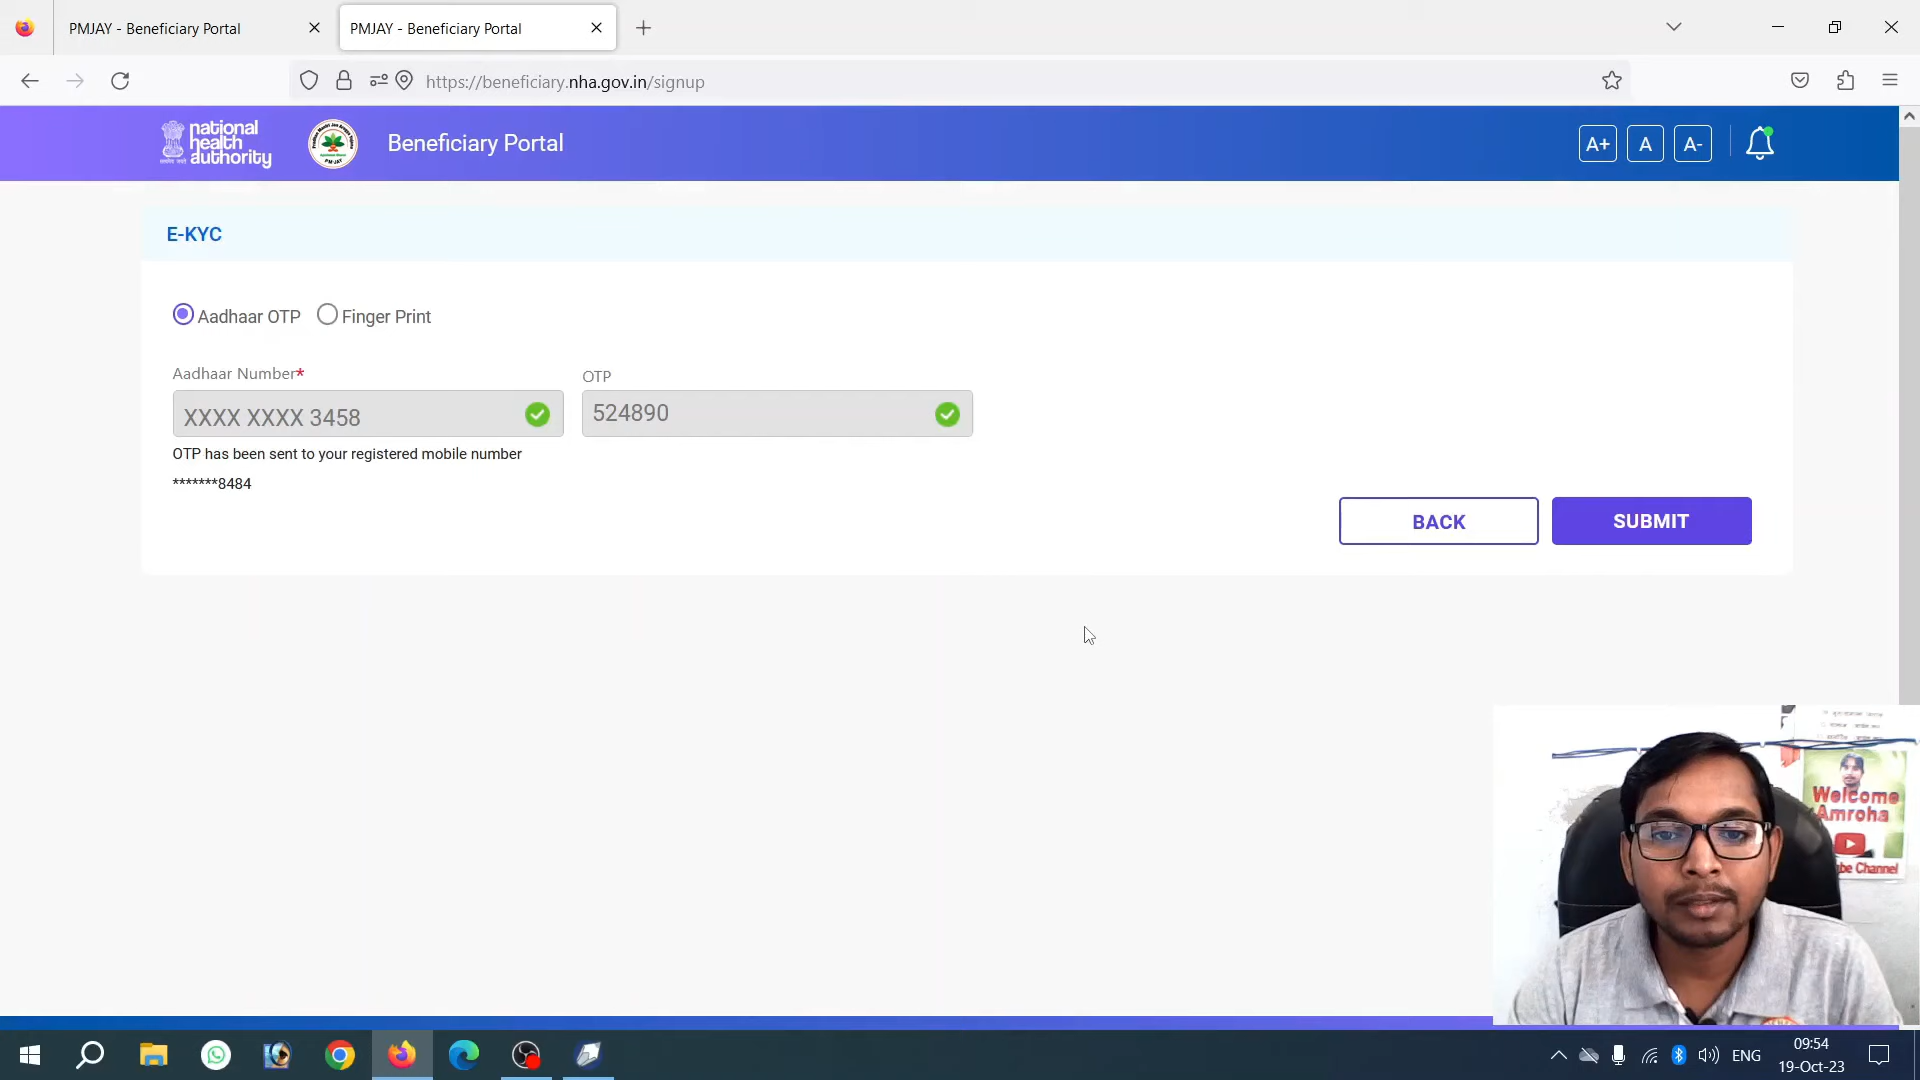 PMJAY - Beneficiary Portal
PMJAY - Beneficiary Portal
https://beneficiary.nha.gov.in/signup
national
health
authority
Beneficiary Portal
A+
A
A-
E-KYC
Aadhaar OTP
Finger Print
Aadhaar Number*
OTP
XXXX XXXX 3458
524890
OTP has been sent to your registered mobile number
*******8484
BACK
SUBMIT
Welcome
Amroha
be Channel
ENG
09:54
19-Oct-23